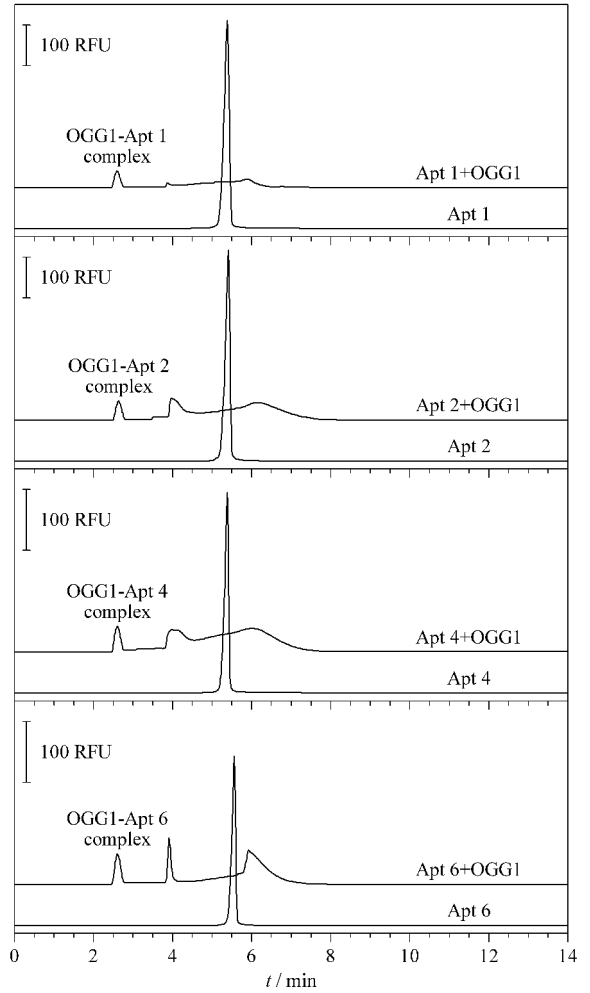 100 RFU
OGG1-Apt 1
complex
Apt 1+OGG1
Apt 1
100 RFU
OGG1-Apt 2
complex
Apt 2+OGG1
Apt 2
100 RFU
OGG1-Apt 4
complex
Apt 4+OGG1
Apt 4
100 RFU
OGG1-Apt 6
complex
Apt 6+OGG1
Apt 6
0 2 4 6 8 10 12 14
t / min